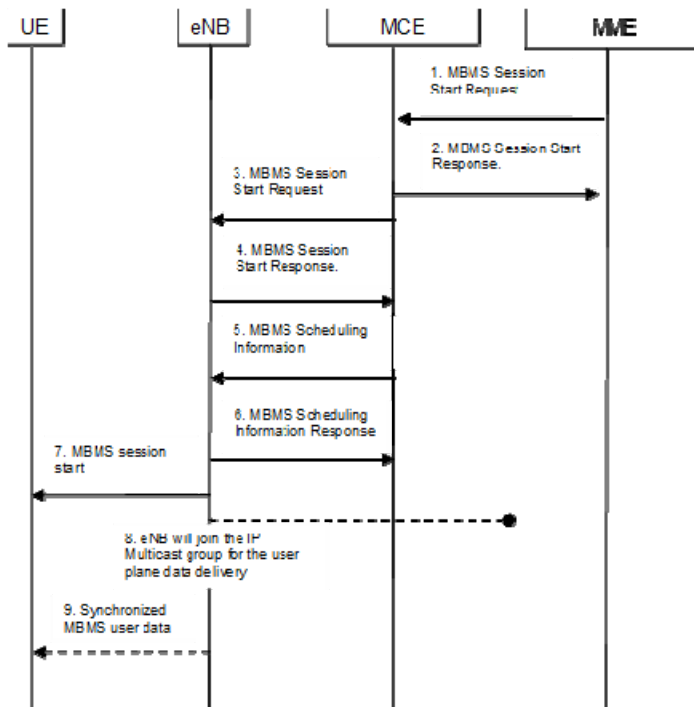 UE eNB MCE MME
1. MBMS Session
Start Reques
2. MBMS Session Start
Response.
3. MBMS Session
Start Request
4. MBMS Session
Start Response.
5. MBMS Scheduling
Information
6. MBMS Scheduling
Information Response
7. MBMS session
start
8. eNB will join the IP
Multicast group for the user
plane data delivery
9. Synchronized
MBMS user data